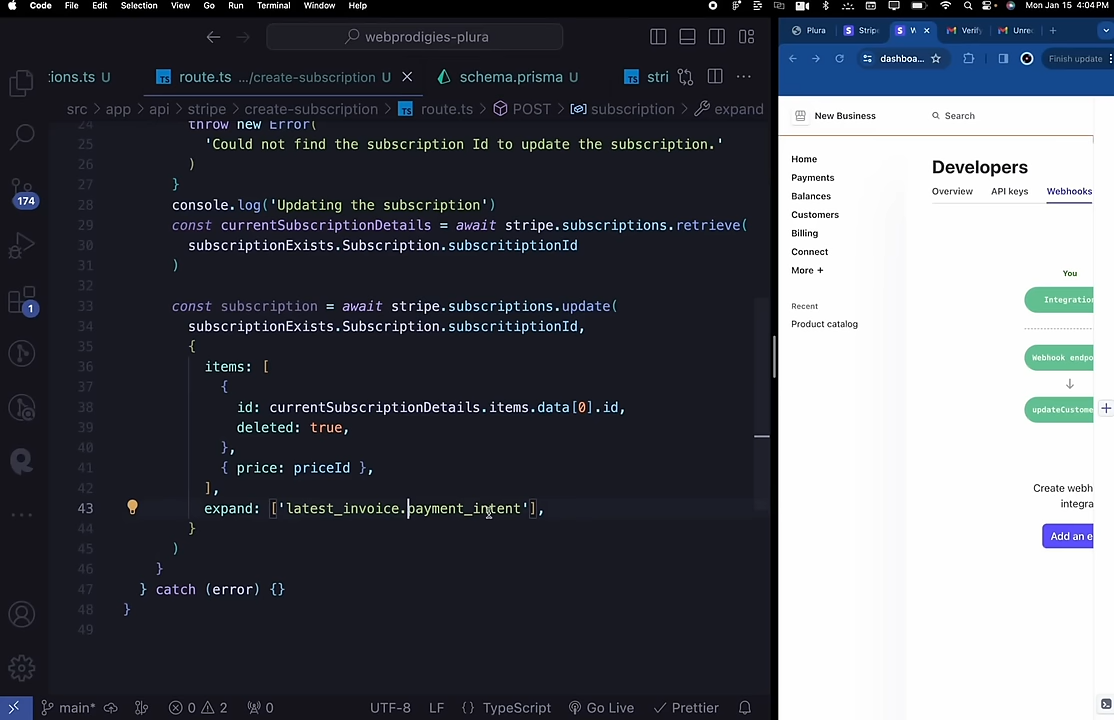 Code File Edit Selection View Go Run Terminal Window Help Mon Jan 15 4:04 PM
webprodigies-plura
ions.ts U route.ts .../create-subscription U schema.prisma U stri
src > app > api > stripe > create-subscription > route.ts > POST > subscription > expand
24 throw new Error(
25 'Could not find the subscription Id to update the subscription.'
26 )
27 }
28 console.log('Updating the subscription')
29 const currentSubscriptionDetails = await stripe.subscriptions.retrieve(
30 subscriptionExists.Subscription.subscritiptionId
31 )
32
33 const subscription = await stripe.subscriptions.update(
34 subscriptionExists.Subscription.subscritiptionId,
35 {
36 items: [
37 {
38 id: currentSubscriptionDetails.items.data[0].id,
39 deleted: true,
40 },
41 { price: priceId },
42 ],
43 expand: ['latest_invoice.payment_intent'],
44 }
45 )
46 }
47 } catch (error) {}
48 }
49
174
1
main* 0 2 0 UTF-8 LF {} TypeScript Go Live Prettier
Plura Stripe W Verify Unre
dashboa... Finish update
New Business Search
Home
Payments
Balances
Customers
Billing
Connect
More +
Recent
Product catalog
Developers
Overview API keys Webhooks
You
Integration
Webhook endpo
updateCustome
Create webh
integra
Add an e